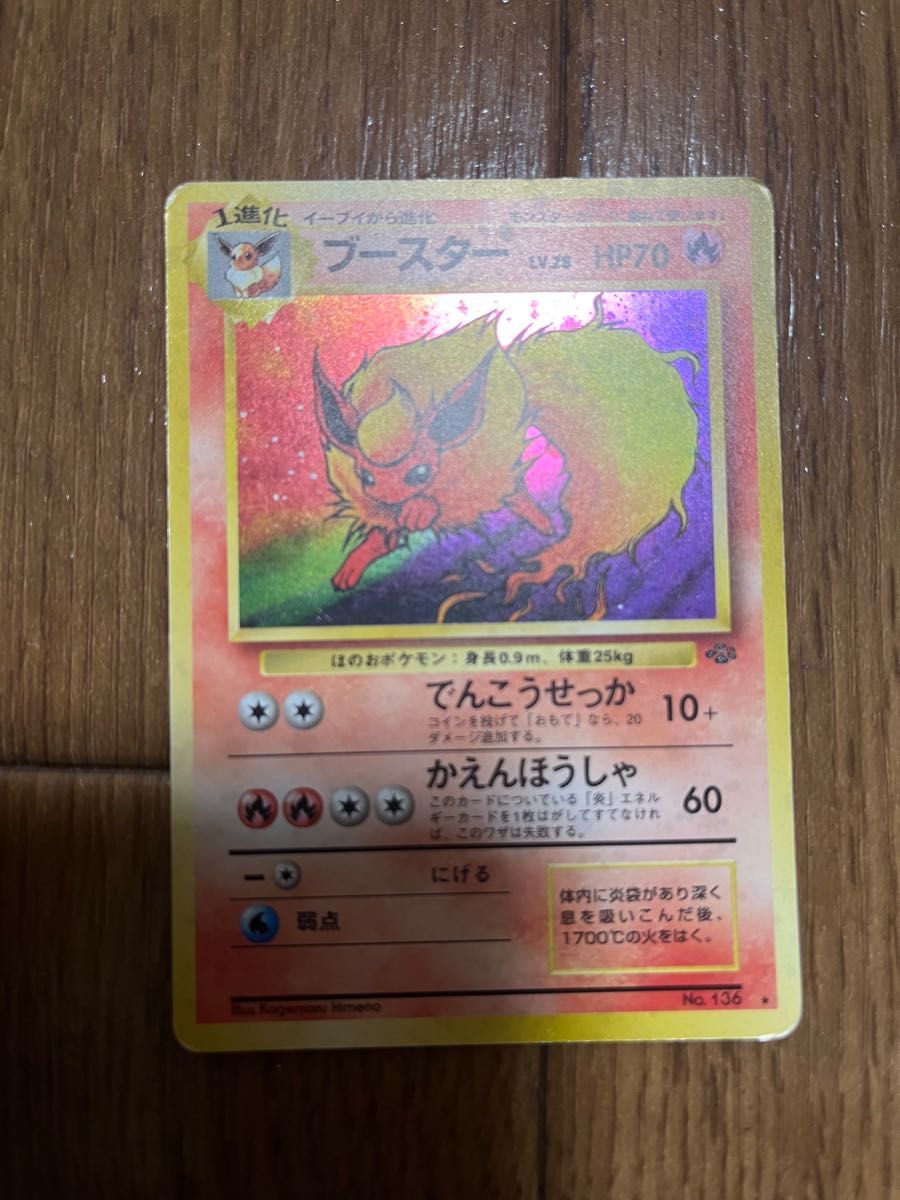 1進化 イーブイから進化
ブースター LV.28 HP70
ほのおポケモン：身長0.9m、体重25kg
でんこうせっか 10+
コインを投げて「おもて」なら、20
ダメージ追加する。
かえんほうしゃ 60
このカードについている「炎」エネル
ギーカードを1枚はがしてすてなけれ
ば、このワザは失敗する。
にげる
弱点
体内に炎袋があり深く
息を吸いこんだ後、
1700℃の火をはく。
Illus. Kagemaru Himeno
No. 136 ★